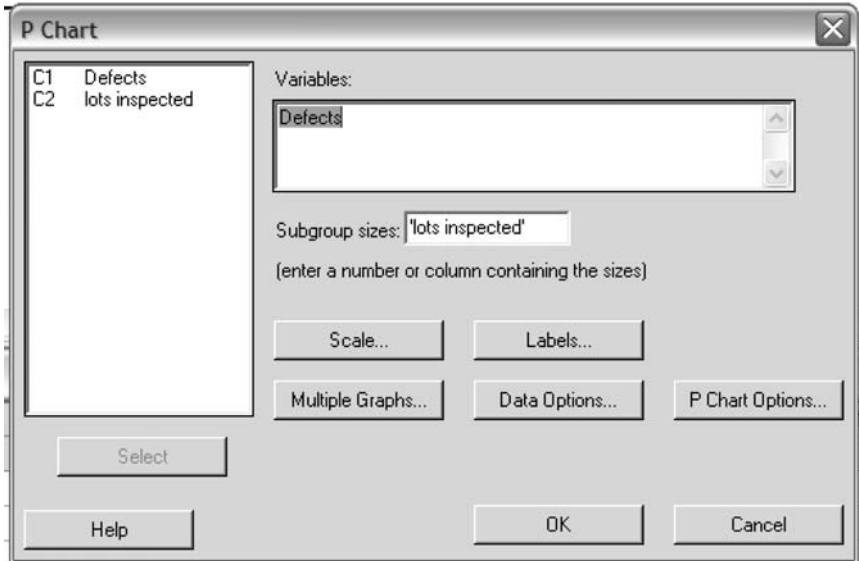 P Chart
C1 Defects
C2 lots inspected
Variables:
Defects
Subgroup sizes: 'lots inspected'
(enter a number or column containing the sizes)
Scale... Labels...
Multiple Graphs... Data Options... P Chart Options...
Select
Help OK Cancel